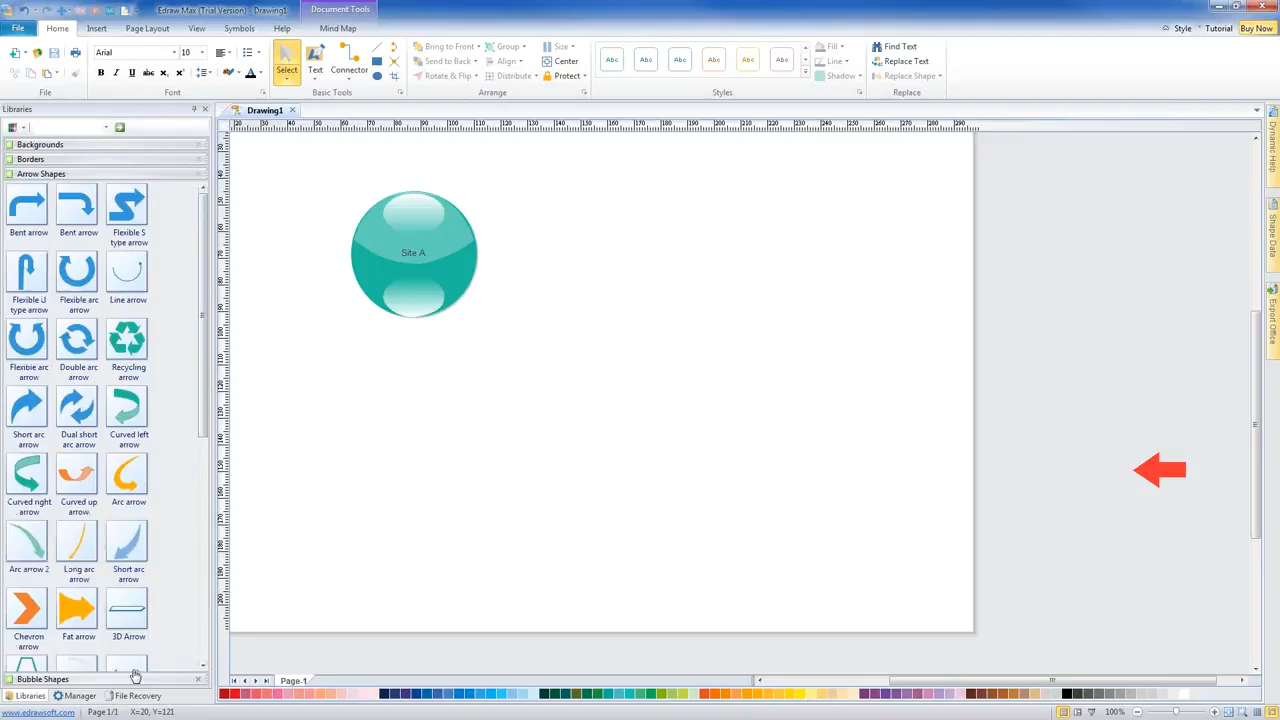 Edraw Max (Trial Version) - Drawing1
Document Tools
File
Home
Insert
Page Layout
View
Symbols
Help
Mind Map
Style
Tutorial
Buy Now
Arial
10
Select
Text
Connector
Bring to Front
Send to Back
Rotate & Flip
Group
Align
Distribute
Size
Center
Protect
Abc
Abc
Abc
Abc
Abc
Abc
Fill
Line
Shadow
Find Text
Replace Text
Replace Shape
File
Font
Basic Tools
Arrange
Styles
Replace
Libraries
Drawing1
Backgrounds
Borders
Arrow Shapes
Bent arrow
Bent arrow
Flexible S
type arrow
Flexible U
type arrow
Flexible arc
arrow
Line arrow
Flexible arc
arrow
Double arc
arrow
Recycling
arrow
Short arc
arrow
Dual short
arc arrow
Curved left
arrow
Curved right
arrow
Curved up
arrow
Arc arrow
Arc arrow 2
Long arc
arrow
Short arc
arrow
Chevron
arrow
Fat arrow
3D Arrow
Bubble Shapes
Site A
Dynamic Help
Shape Data
Export Office
Page-1
Libraries
Manager
File Recovery
www.edrawsoft.com
Page 1/1
X=20, Y=121
100%